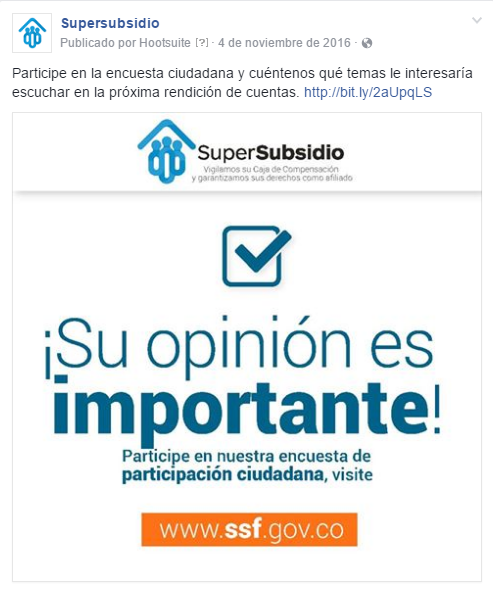 Supersubsidio
Publicado por Hootsuite [?] · 4 de noviembre de 2016 ·
Participe en la encuesta ciudadana y cuéntenos qué temas le interesaría
escuchar en la próxima rendición de cuentas. http://bit.ly/2aUpqLS
SuperSubsidio
Vigilamos su Caja de Compensación
y garantizamos sus derechos como afiliado
¡Su opinión es
importante!
Participe en nuestra encuesta de
participación ciudadana, visite
www.ssf.gov.co